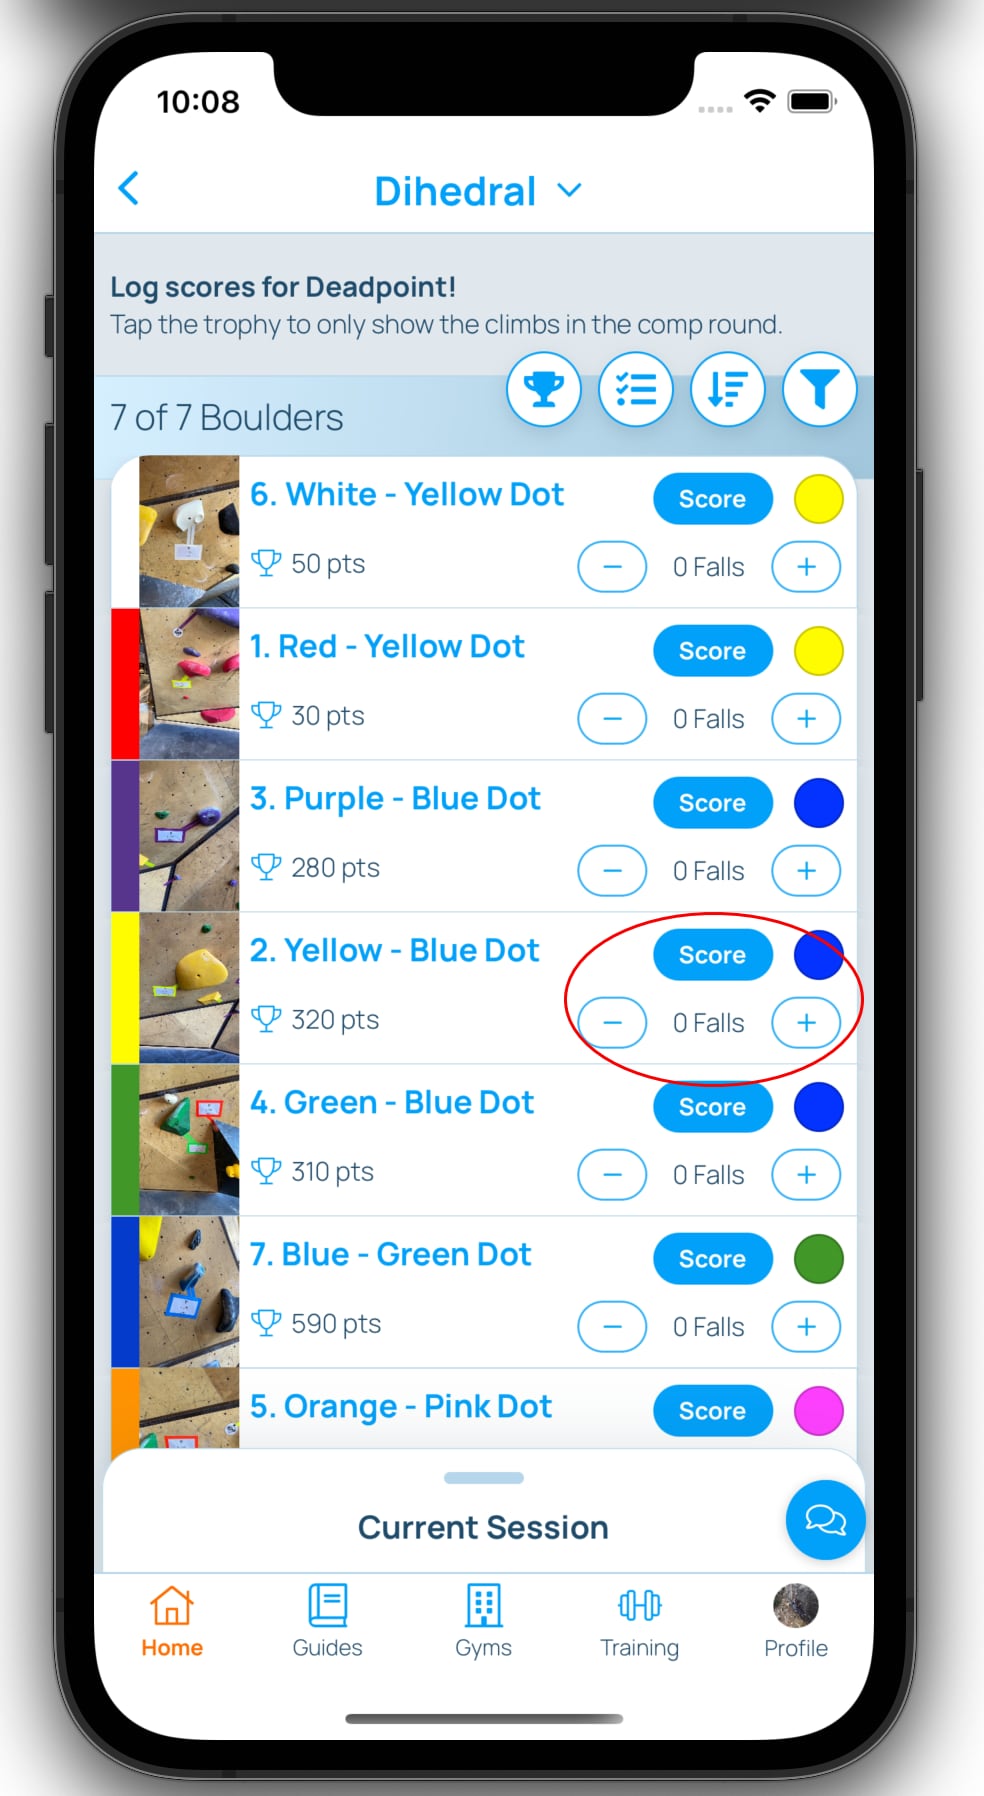 10:08
Dihedral
Log scores for Deadpoint!
Tap the trophy to only show the climbs in the comp round.
7 of 7 Boulders
6. White - Yellow Dot
Score
50 pts
0 Falls
1. Red - Yellow Dot
Score
30 pts
0 Falls
3. Purple - Blue Dot
Score
280 pts
0 Falls
2. Yellow - Blue Dot
Score
320 pts
0 Falls
4. Green - Blue Dot
Score
310 pts
0 Falls
7. Blue - Green Dot
Score
590 pts
0 Falls
5. Orange - Pink Dot
Score
Current Session
Home
Guides
Gyms
Training
Profile